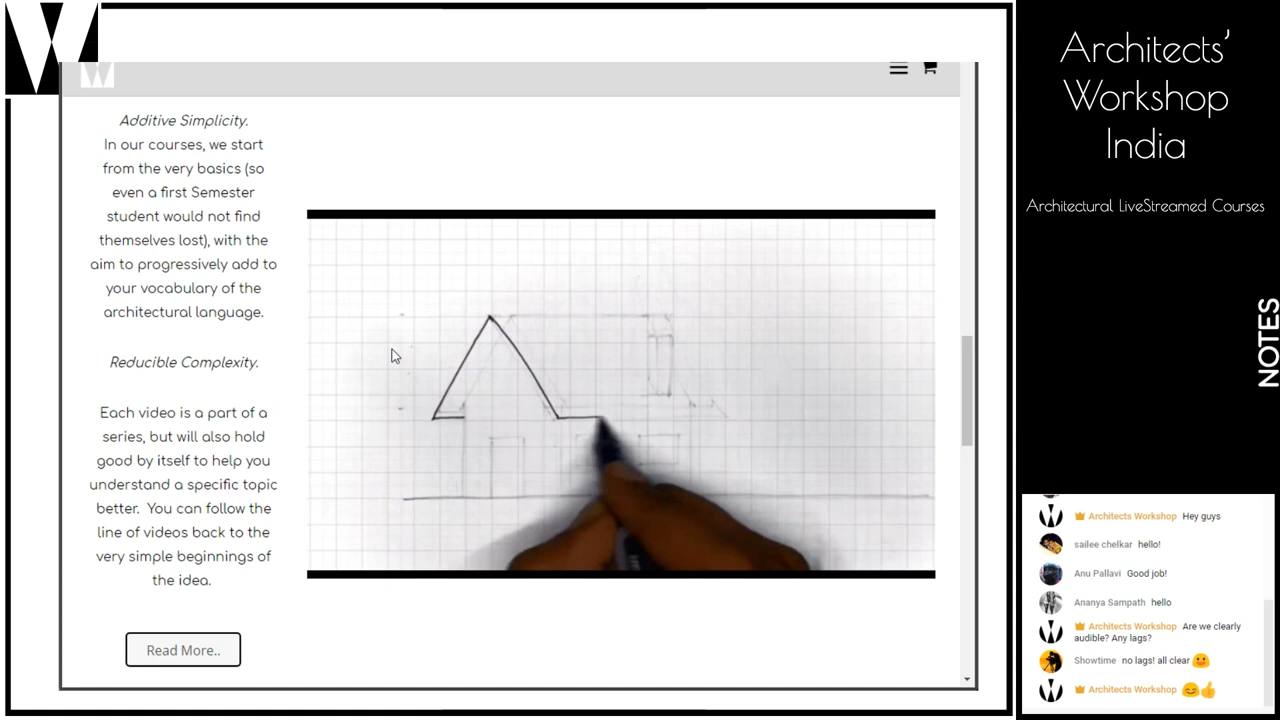 Additive Simplicity.
In our courses, we start
from the very basics (so
even a first Semester
student would not find
themselves lost), with the
aim to progressively add to
your vocabulary of the
architectural language.
Reducible Complexity.
Each video is a part of a
series, but will also hold
good by itself to help you
understand a specific topic
better. You can follow the
line of videos back to the
very simple beginnings of
the idea.
Read More..
Architects'
Workshop
India
Architectural LiveStreamed Courses
NOTES
Architects Workshop Hey guys
sailee chelkar hello!
Anu Pallavi Good job!
Ananya Sampath hello
Architects Workshop Are we clearly
audible? Any lags?
Showtime no lags! all clear 🙂
Architects Workshop 😊👍